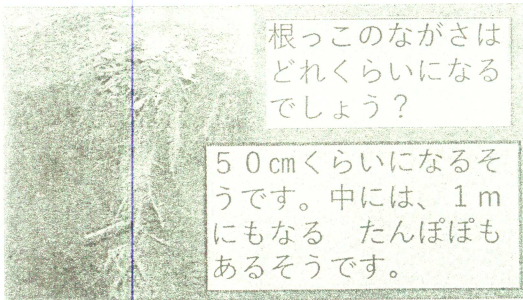 根っこのながさは
どれくらいになる
でしょう？
５０㎝くらいになるそ
うです。中には、１ｍ
にもなる　たんぽぽも
あるそうです。